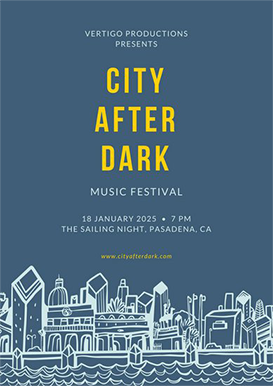 VERTIGO PRODUCTIONS
PRESENTS
CITY
AFTER
DARK
MUSIC FESTIVAL
18 JANUARY 2025 • 7 PM
THE SAILING NIGHT, PASADENA, CA
www.cityafterdark.com